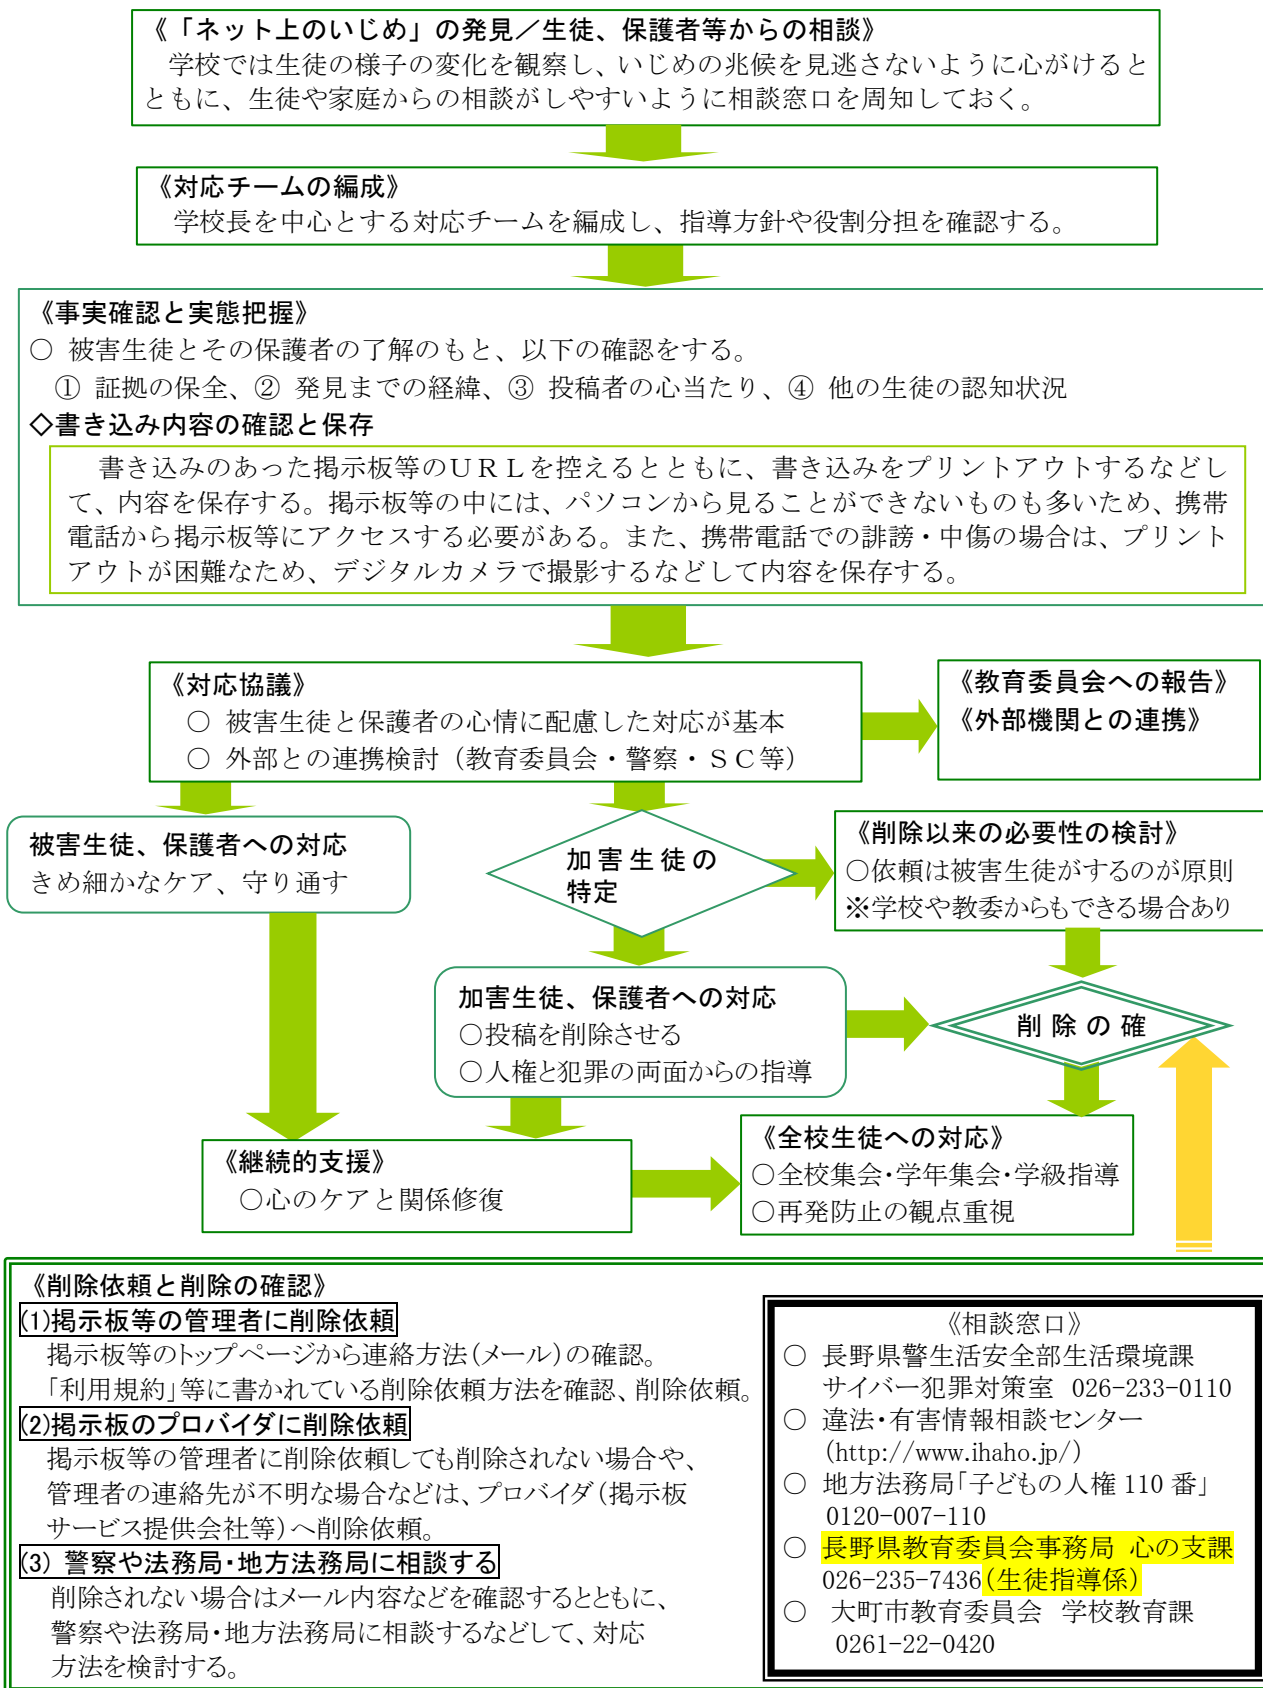 《「ネット上のいじめ」の発見／生徒、保護者等からの相談》
学校では生徒の様子の変化を観察し、いじめの兆候を見逃さないように心がけると
ともに、生徒や家庭からの相談がしやすいように相談窓口を周知しておく。
《対応チームの編成》
学校長を中心とする対応チームを編成し、指導方針や役割分担を確認する。
《事実確認と実態把握》
○ 被害生徒とその保護者の了解のもと、以下の確認をする。
① 証拠の保全、② 発見までの経緯、③ 投稿者の心当たり、④ 他の生徒の認知状況
◇書き込み内容の確認と保存
書き込みのあった掲示板等のＵＲＬを控えるとともに、書き込みをプリントアウトするなどし
て、内容を保存する。掲示板等の中には、パソコンから見ることができないものも多いため、携帯
電話から掲示板等にアクセスする必要がある。また、携帯電話での誹謗・中傷の場合は、プリント
アウトが困難なため、デジタルカメラで撮影するなどして内容を保存する。
《対応協議》
○ 被害生徒と保護者の心情に配慮した対応が基本
○ 外部との連携検討（教育委員会・警察・ＳＣ等）
《教育委員会への報告》
《外部機関との連携》
被害生徒、保護者への対応
きめ細かなケア、守り通す
加害生徒の
特定
《削除以来の必要性の検討》
○依頼は被害生徒がするのが原則
※学校や教委からもできる場合あり
加害生徒、保護者への対応
○投稿を削除させる
○人権と犯罪の両面からの指導
削除の確
《継続的支援》
○心のケアと関係修復
《全校生徒への対応》
○全校集会・学年集会・学級指導
○再発防止の観点重視
《削除依頼と削除の確認》
(1)掲示板等の管理者に削除依頼
掲示板等のトップページから連絡方法（メール）の確認。
「利用規約」等に書かれている削除依頼方法を確認、削除依頼。
(2)掲示板のプロバイダに削除依頼
掲示板等の管理者に削除依頼しても削除されない場合や、
管理者の連絡先が不明な場合などは、プロバイダ（掲示板
サービス提供会社等）へ削除依頼。
(3) 警察や法務局・地方法務局に相談する
削除されない場合はメール内容などを確認するとともに、
警察や法務局・地方法務局に相談するなどして、対応
方法を検討する。
《相談窓口》
○ 長野県警生活安全部生活環境課
サイバー犯罪対策室 026-233-0110
○ 違法・有害情報相談センター
（http://www.ihaho.jp/）
○ 地方法務局「子どもの人権 110 番」
0120-007-110
○ 長野県教育委員会事務局 心の支課
026-235-7436（生徒指導係）
○ 大町市教育委員会 学校教育課
0261-22-0420